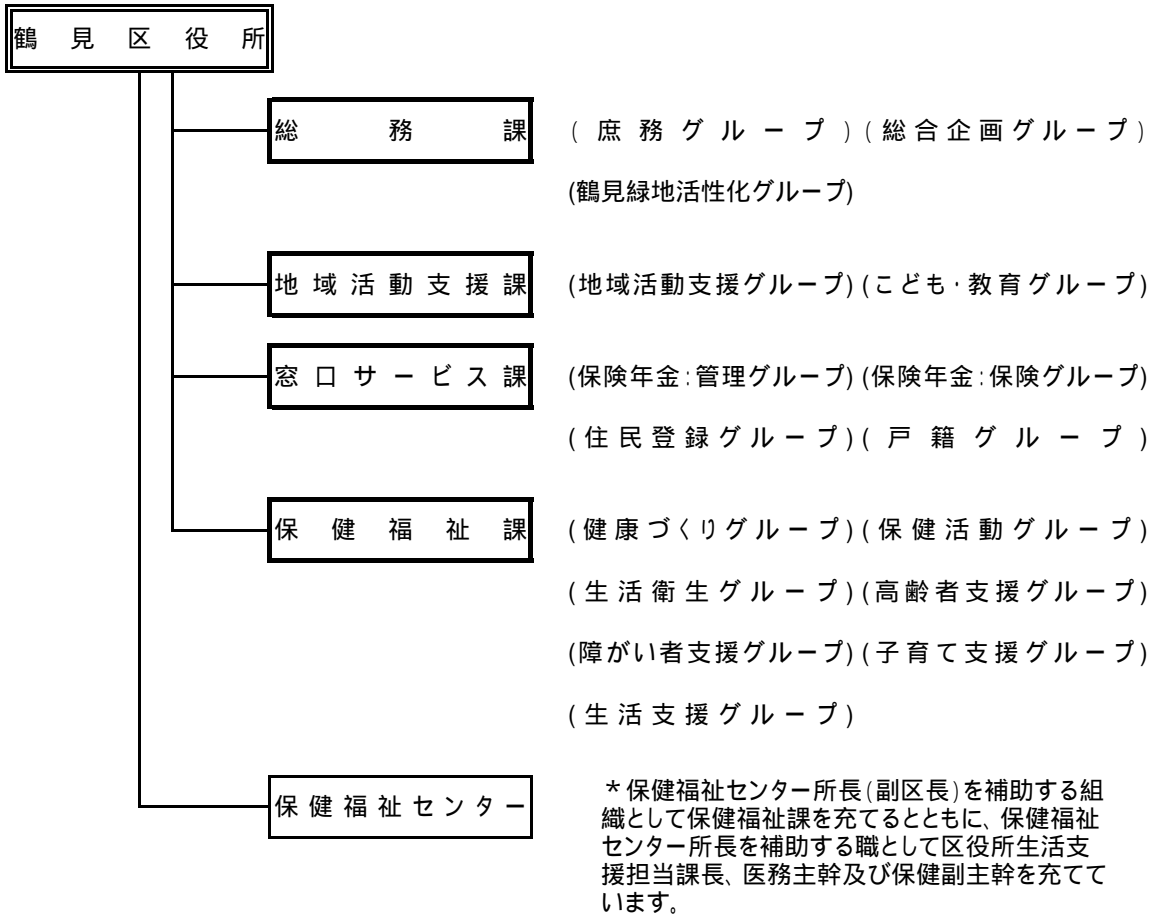 鶴見区役所
総務課 (庶務グループ)(総合企画グループ)
(鶴見緑地活性化グループ)
地域活動支援課 (地域活動支援グループ)(こども・教育グループ)
窓口サービス課 (保険年金:管理グループ)(保険年金:保険グループ)
(住民登録グループ)(戸籍グループ)
保健福祉課 (健康づくりグループ)(保健活動グループ)
(生活衛生グループ)(高齢者支援グループ)
(障がい者支援グループ)(子育て支援グループ)
(生活支援グループ)
保健福祉センター
*保健福祉センター所長(副区長)を補助する組
織として保健福祉課を充てるとともに、保健福祉
センター所長を補助する職として区役所生活支
援担当課長、医務主幹及び保健副主幹を充てて
います。